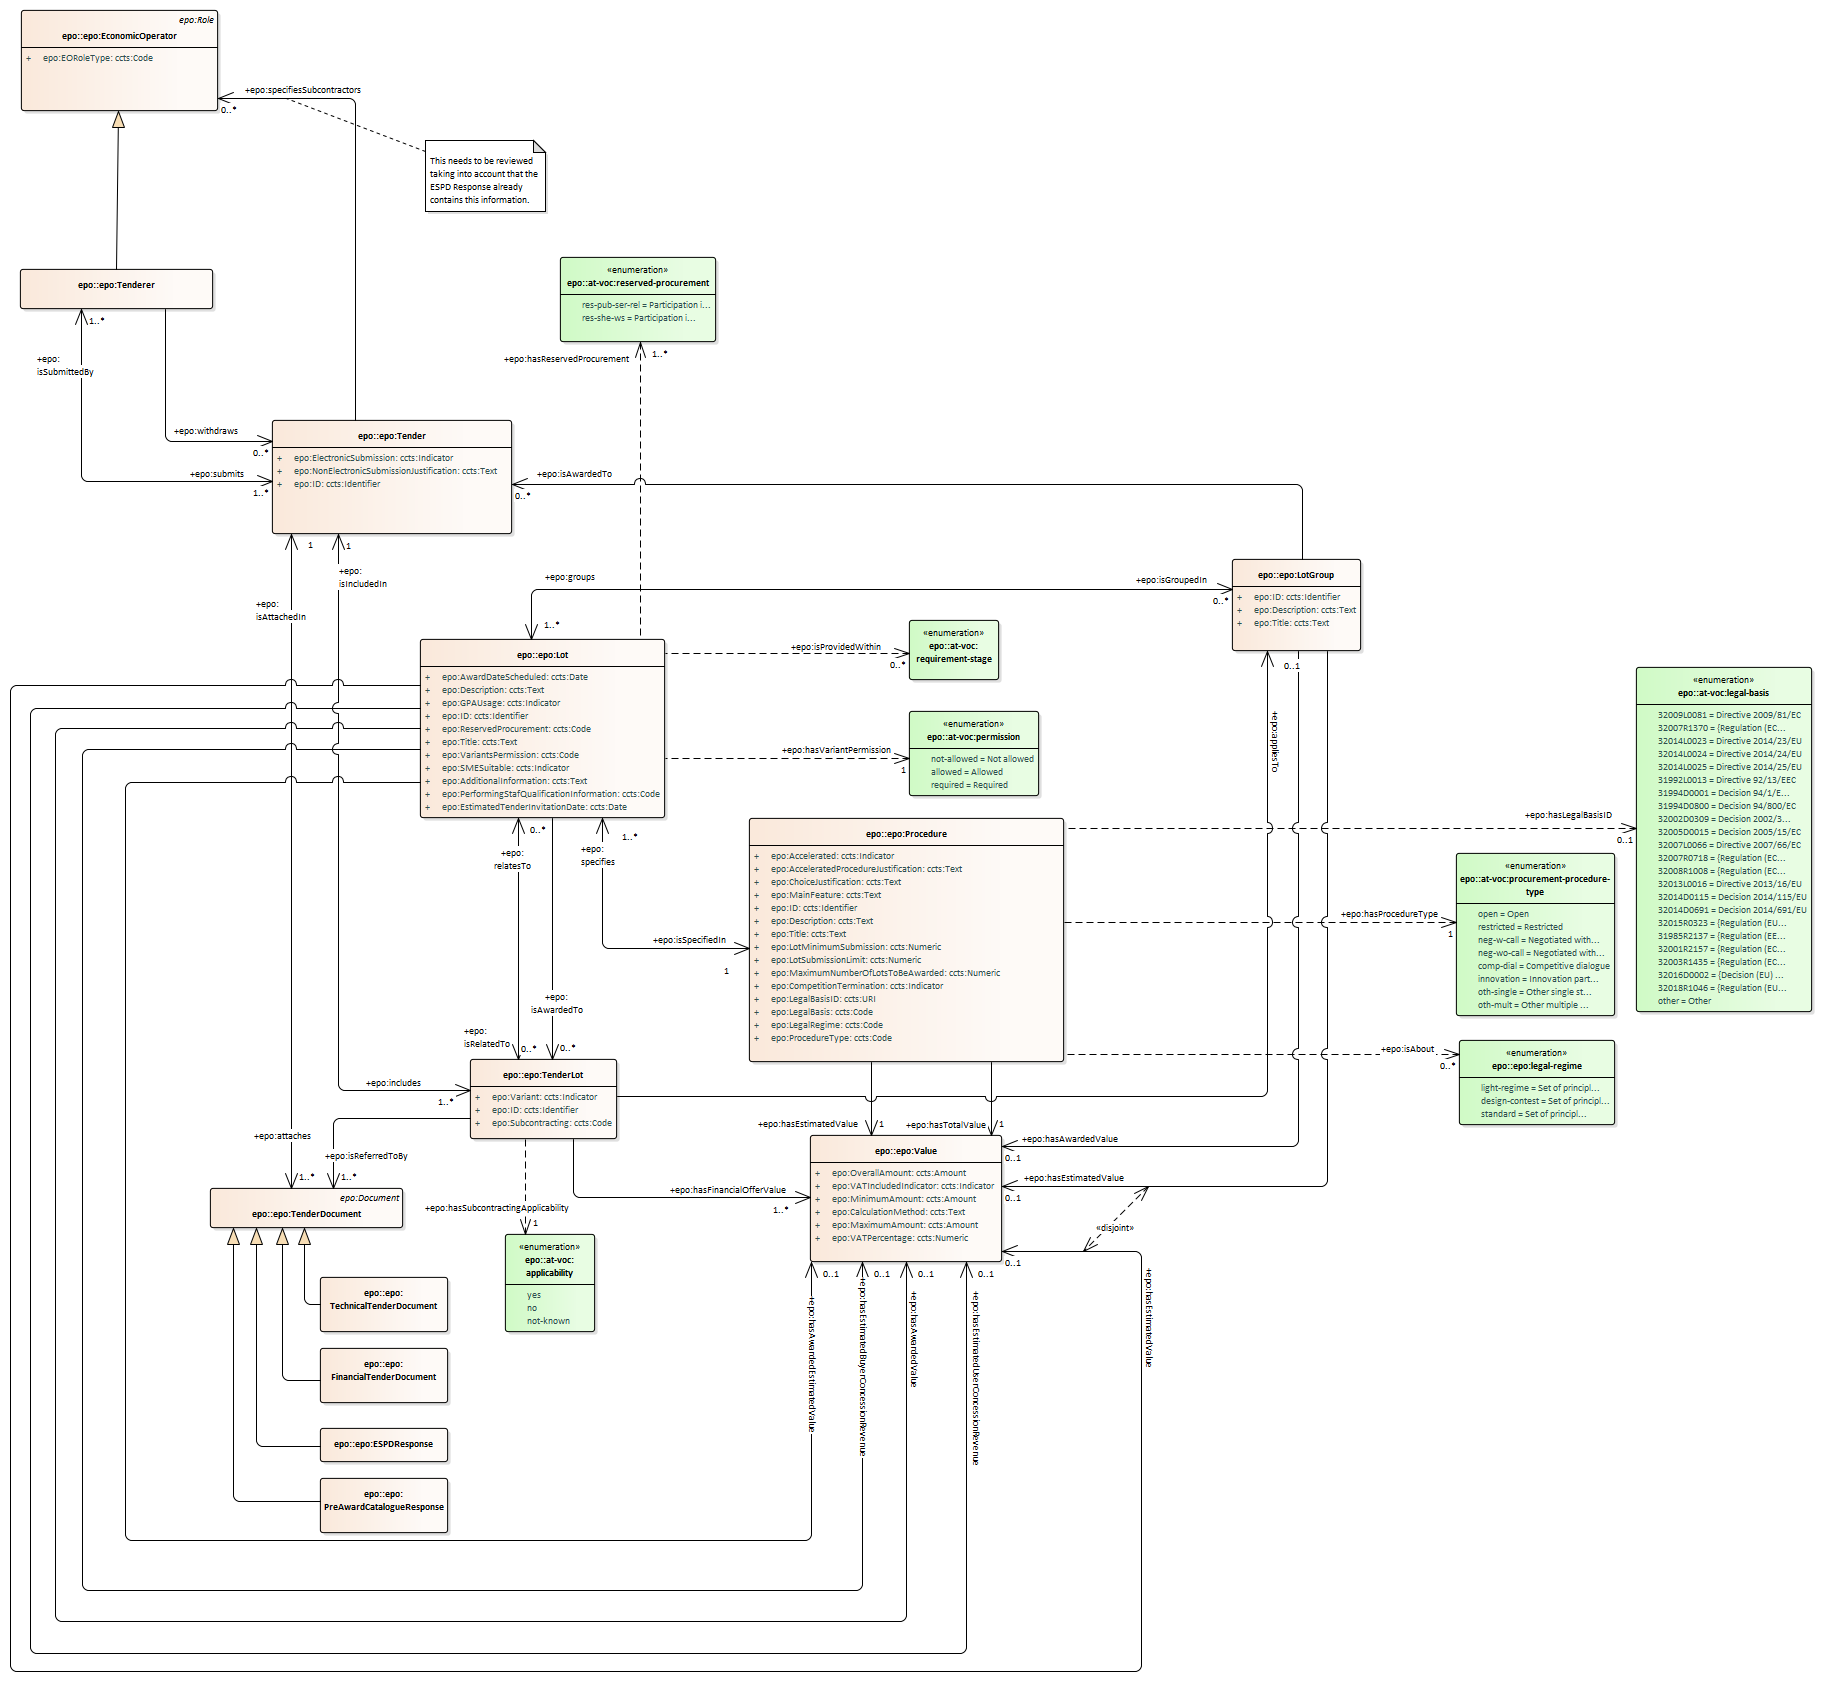 epo:Role
epo::epo:EconomicOperator
+ epo:EORoleType: ccts:Code
+epo:specifiesSubcontractors
0..*
This needs to be reviewed
taking into account that the
ESPD Response already
contains this information.
epo::epo:Tenderer
1..*
+epo:
isSubmittedBy
+epo:withdraws
0..*
+epo:submits
1..*
«enumeration»
epo::at-voc:reserved-procurement
res-pub-ser-rel = Participation i...
res-she-ws = Participation i...
+epo:hasReservedProcurement
1..*
epo::epo:Tender
+ epo:ElectronicSubmission: ccts:Indicator
+ epo:NonElectronicSubmissionJustification: ccts:Text
+ epo:ID: ccts:Identifier
+epo:isAwardedTo
0..*
1
+epo:
isAttachedIn
1
+epo:
isIncludedIn
+epo:groups
1..*
+epo:isGroupedIn
0..*
epo::epo:LotGroup
+ epo:ID: ccts:Identifier
+ epo:Description: ccts:Text
+ epo:Title: ccts:Text
0..1
+epo:appliesTo
epo::epo:Lot
+ epo:AwardDateScheduled: ccts:Date
+ epo:Description: ccts:Text
+ epo:GPAUsage: ccts:Indicator
+ epo:ID: ccts:Identifier
+ epo:ReservedProcurement: ccts:Code
+ epo:Title: ccts:Text
+ epo:VariantsPermission: ccts:Code
+ epo:SMESuitable: ccts:Indicator
+ epo:AdditionalInformation: ccts:Text
+ epo:PerformingStafQualificationInformation: ccts:Code
+ epo:EstimatedTenderInvitationDate: ccts:Date
+epo:isProvidedWithin
0..*
«enumeration»
epo::at-voc:
requirement-stage
+epo:hasVariantPermission
1
«enumeration»
epo::at-voc:permission
not-allowed = Not allowed
allowed = Allowed
required = Required
«enumeration»
epo::at-voc:legal-basis
32009L0081 = Directive 2009/81/EC
32007R1370 = {Regulation (EC...
32014L0023 = Directive 2014/23/EU
32014L0024 = Directive 2014/24/EU
32014L0025 = Directive 2014/25/EU
31992L0013 = Directive 92/13/EEC
31994D0001 = Decision 94/1/E...
31994D0800 = Decision 94/800/EC
32002D0309 = Decision 2002/3...
32005D0015 = Decision 2005/15/EC
32007L0066 = Directive 2007/66/EC
32007R0718 = {Regulation (EC...
32008R1008 = {Regulation (EC...
32013L0016 = Directive 2013/16/EU
32014D0115 = Decision 2014/115/EU
32014D0691 = Decision 2014/691/EU
32015R0323 = {Regulation (EU...
31985R2137 = {Regulation (EE...
32001R2157 = {Regulation (EC...
32003R1435 = {Regulation (EC...
32016D0002 = {Decision (EU) ...
32018R1046 = {Regulation (EU...
other = Other
0..*
+epo:
relatesTo
1..*
+epo:
specifies
+epo:isSpecifiedIn
1
+epo:
isAwardedTo
+epo:
isRelatedTo
0..*
0..*
epo::epo:Procedure
+ epo:Accelerated: ccts:Indicator
+ epo:AcceleratedProcedureJustification: ccts:Text
+ epo:ChoiceJustification: ccts:Text
+ epo:MainFeature: ccts:Text
+ epo:ID: ccts:Identifier
+ epo:Description: ccts:Text
+ epo:Title: ccts:Text
+ epo:LotMinimumSubmission: ccts:Numeric
+ epo:LotSubmissionLimit: ccts:Numeric
+ epo:MaximumNumberOfLotsToBeAwarded: ccts:Numeric
+ epo:CompetitionTermination: ccts:Indicator
+ epo:LegalBasisID: ccts:URI
+ epo:LegalBasis: ccts:Code
+ epo:LegalRegime: ccts:Code
+ epo:ProcedureType: ccts:Code
+epo:hasLegalBasisID
0..1
+epo:hasProcedureType
1
«enumeration»
epo::at-voc:procurement-procedure-
type
open = Open
restricted = Restricted
neg-w-call = Negotiated with...
neg-wo-call = Negotiated with...
comp-dial = Competitive dialogue
innovation = Innovation part...
oth-single = Other single st...
oth-mult = Other multiple ...
+epo:isAbout
0..*
«enumeration»
epo::epo:legal-regime
light-regime = Set of principl...
design-contest = Set of principl...
standard = Set of principl...
epo::epo:TenderLot
+ epo:Variant: ccts:Indicator
+ epo:ID: ccts:Identifier
+ epo:Subcontracting: ccts:Code
+epo:includes
1..*
+epo:attaches
1..*
+epo:isReferredToBy
1..*
+epo:hasEstimatedValue
1
+epo:hasTotalValue
1
+epo:hasAwardedValue
0..1
+epo:hasEstimatedValue
0..1
«disjoint»
0..1
+epo:hasEstimatedValue
epo::epo:Value
+ epo:OverallAmount: ccts:Amount
+ epo:VATIncludedIndicator: ccts:Indicator
+ epo:MinimumAmount: ccts:Amount
+ epo:CalculationMethod: ccts:Text
+ epo:MaximumAmount: ccts:Amount
+ epo:VATPercentage: ccts:Numeric
+epo:hasFinancialOfferValue
1..*
+epo:hasSubcontractingApplicability
1
«enumeration»
epo::at-voc:
applicability
yes
no
not-known
epo:Document
epo::epo:TenderDocument
epo::epo:
TechnicalTenderDocument
epo::epo:
FinancialTenderDocument
epo::epo:ESPDResponse
epo::epo:
PreAwardCatalogueResponse
0..1
+epo:hasAwardedEstimatedValue
0..1
+epo:hasEstimatedBuyerConcessionRevenue
0..1
+epo:hasAwardedValue
0..1
+epo:hasEstimatedUserConcessionRevenue